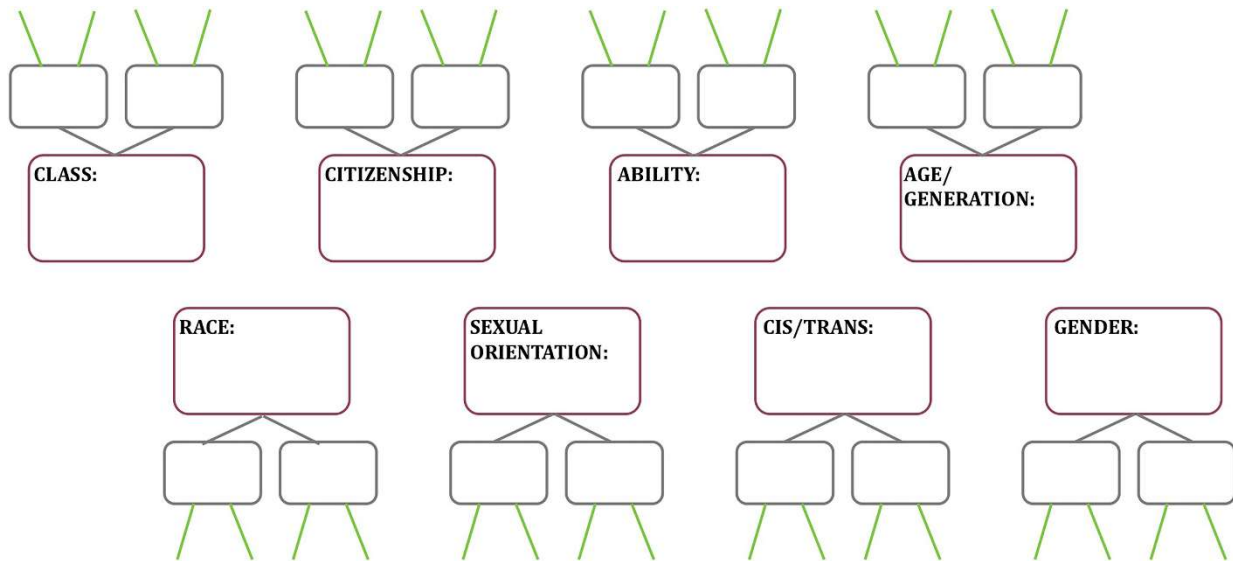 CLASS:
CITIZENSHIP:
ABILITY:
AGE/
GENERATION:
RACE:
SEXUAL
ORIENTATION:
CIS/TRANS:
GENDER: